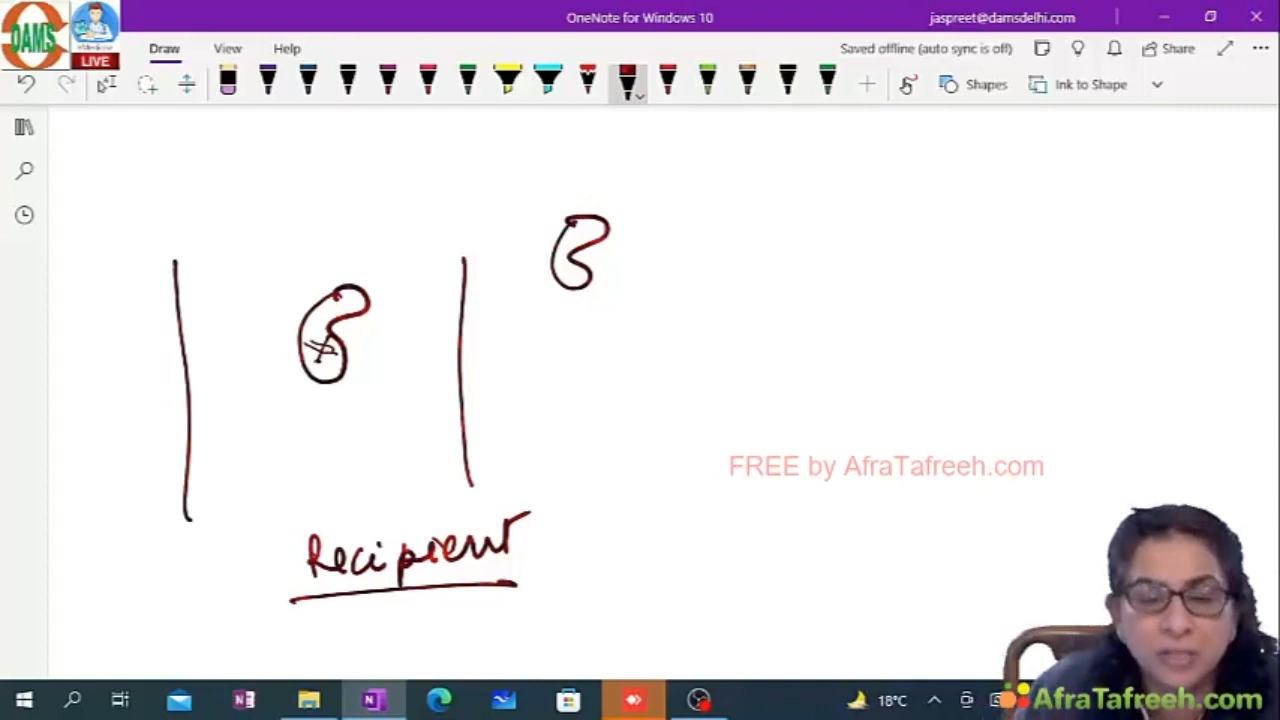 DAMS
eMedicoz
LIVE
OneNote for Windows 10
jaspreet@damsdelhi.com
Draw View Help
Saved offline (auto sync is off)
Share
Shapes
Ink to Shape
FREE by AfraTafreeh.com
Recipient
18°C
AfraTafreeh.com